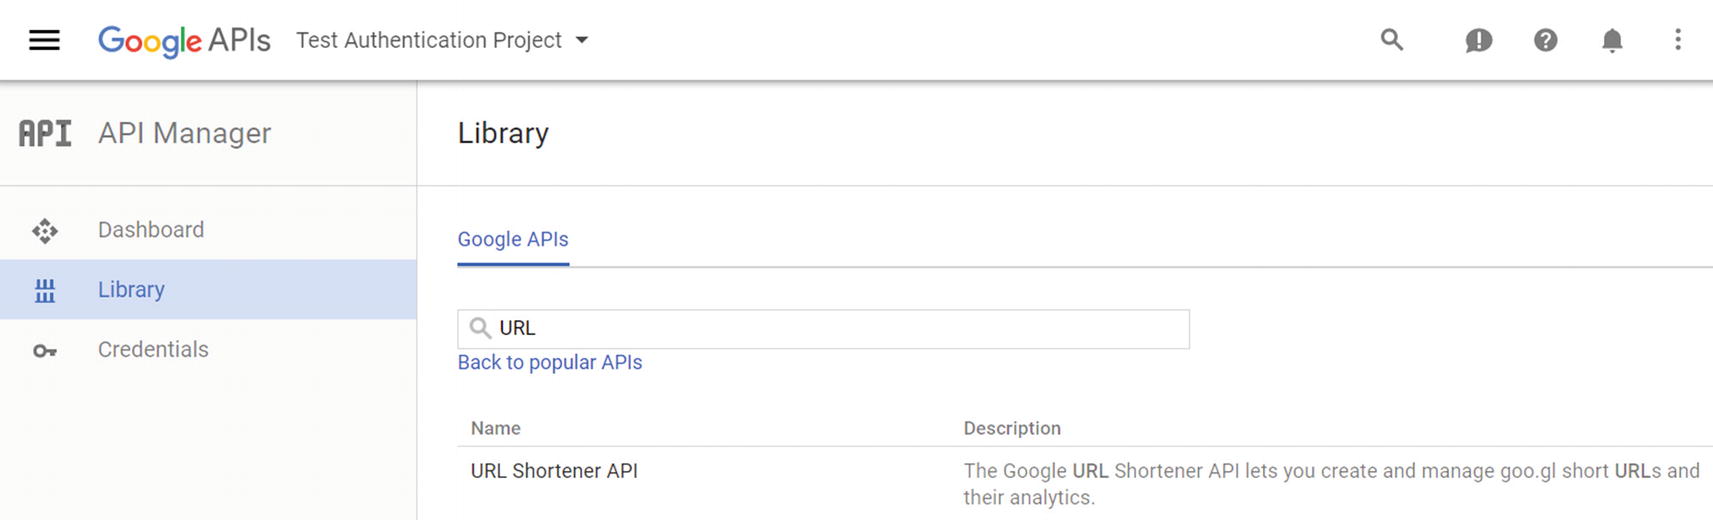 Google APIs Test Authentication Project
API API Manager
Library
Dashboard
Library
Credentials
Google APIs
URL
Back to popular APIs
Name Description
URL Shortener API The Google URL Shortener API lets you create and manage goo.gl short URLs and
their analytics.